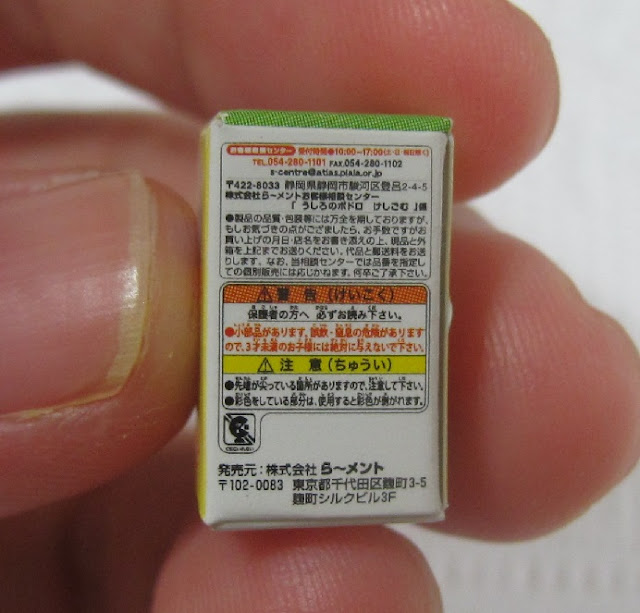 お客様相談センター 受付時間●10:00~17:00(土・日・祝日除く)
TEL.054-280-1101 FAX.054-280-1102
s-centre@atlas.plala.or.jp
〒422-8033 静岡県静岡市駿河区登呂2-4-5
株式会社ら~メントお客様相談センター
「うしろのポドロ けしごむ」係
●製品の品質・包装等には万全を期しておりますが、
もしお気づきの点がございましたら、お手数ですがお
買い上げの月日・店名をお書き添えの上、現品と外
箱を上記までお送りください。代品と郵送料をお送
りします。なお、当相談センターでは品番を指定し
ての個別販売には応じかねます。何卒ご了承下さい。
⚠警告(けいこく)
保護者の方へ 必ずお読み下さい。
●小部品があります。誤飲・窒息の危険があります
ので、3才未満のお子様には絶対に与えないで下さい。
⚠注意(ちゅうい)
●先端が尖っている箇所がありますので、注意して下さい。
●彩色をしている部分は、使用すると彩色が剥がれます。
発売元:株式会社 ら~メント
〒102-0083 東京都千代田区麹町3-5
麹町シルクビル3F